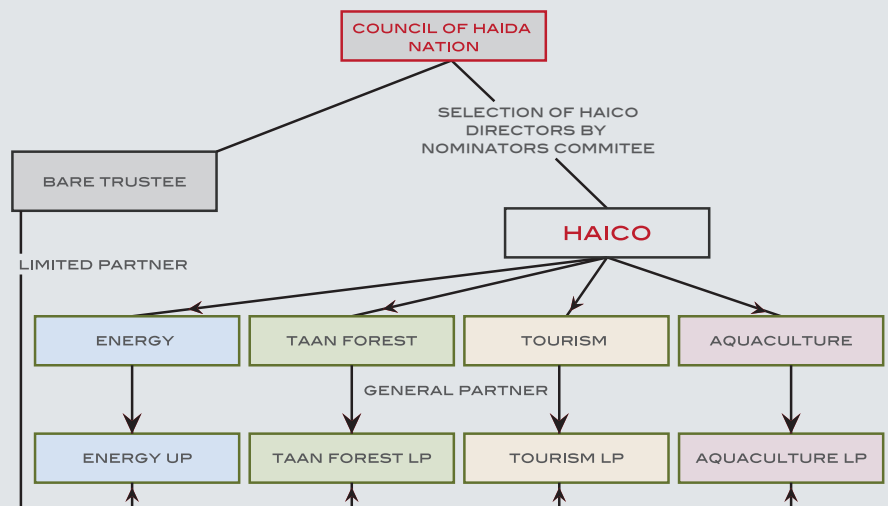 COUNCIL OF HAIDA
NATION
SELECTION OF HAICO
DIRECTORS BY
NOMINATORS COMMITEE
BARE TRUSTEE
HAICO
LIMITED PARTNER
ENERGY
TAAN FOREST
TOURISM
AQUACULTURE
GENERAL PARTNER
ENERGY UP
TAAN FOREST LP
TOURISM LP
AQUACULTURE LP